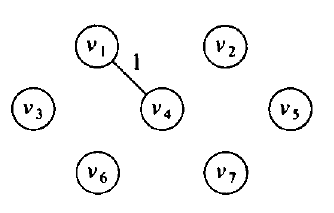 v₁ v₂
1
v₃ v₄ v₅
v₆ v₇